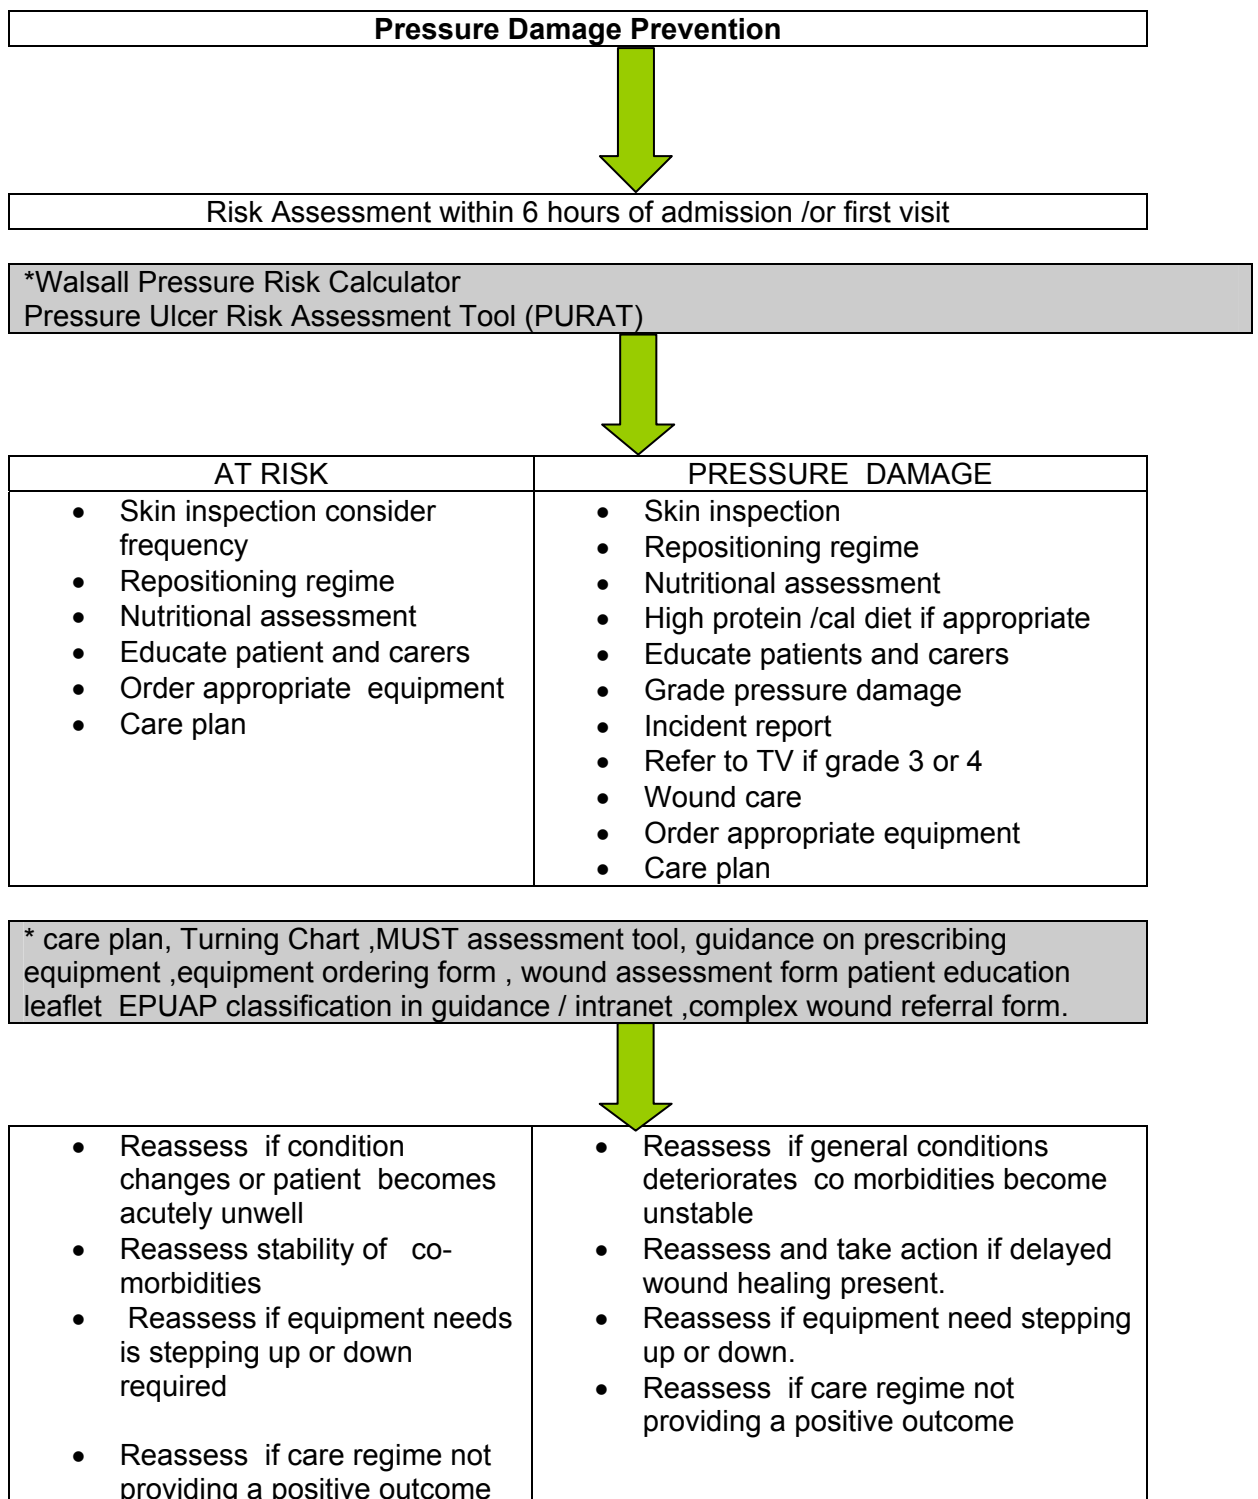 Pressure Damage Prevention
Risk Assessment within 6 hours of admission /or first visit
*Walsall Pressure Risk Calculator
Pressure Ulcer Risk Assessment Tool (PURAT)
AT RISK
• Skin inspection consider
frequency
• Repositioning regime
• Nutritional assessment
• Educate patient and carers
• Order appropriate equipment
• Care plan
PRESSURE DAMAGE
• Skin inspection
• Repositioning regime
• Nutritional assessment
• High protein /cal diet if appropriate
• Educate patients and carers
• Grade pressure damage
• Incident report
• Refer to TV if grade 3 or 4
• Wound care
• Order appropriate equipment
• Care plan
* care plan, Turning Chart ,MUST assessment tool, guidance on prescribing
equipment ,equipment ordering form , wound assessment form patient education
leaflet EPUAP classification in guidance / intranet ,complex wound referral form.
• Reassess if condition
changes or patient becomes
acutely unwell
• Reassess stability of co-
morbidities
• Reassess if equipment needs
is stepping up or down
required
• Reassess if care regime not
providing a positive outcome
• Reassess if general conditions
deteriorates co morbidities become
unstable
• Reassess and take action if delayed
wound healing present.
• Reassess if equipment need stepping
up or down.
• Reassess if care regime not
providing a positive outcome